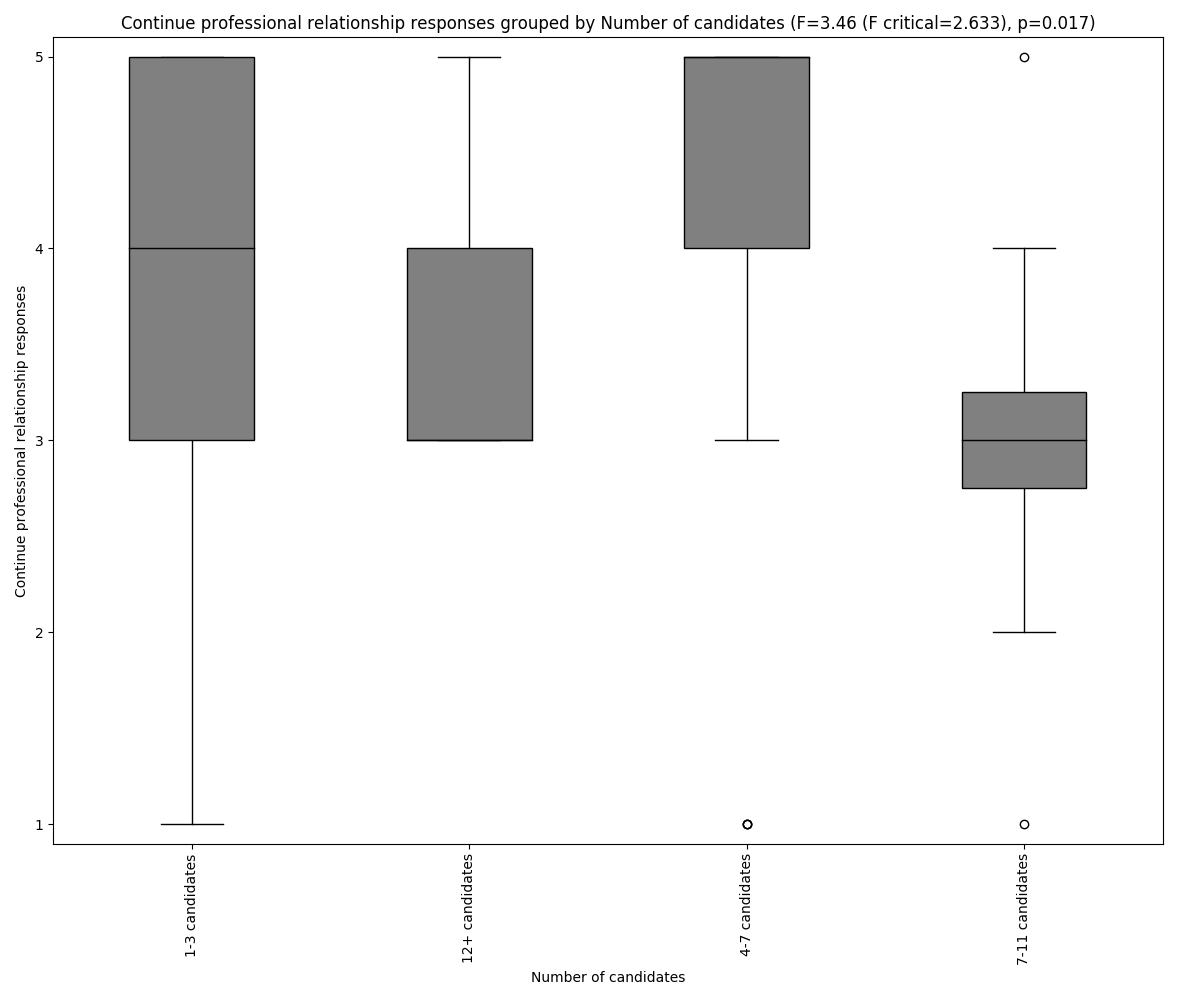 Continue professional relationship responses grouped by Number of candidates (F=3.46 (F critical=2.633), p=0.017)
Continue professional relationship responses
5
4
3
2
1
1-3 candidates
12+ candidates
4-7 candidates
7-11 candidates
Number of candidates